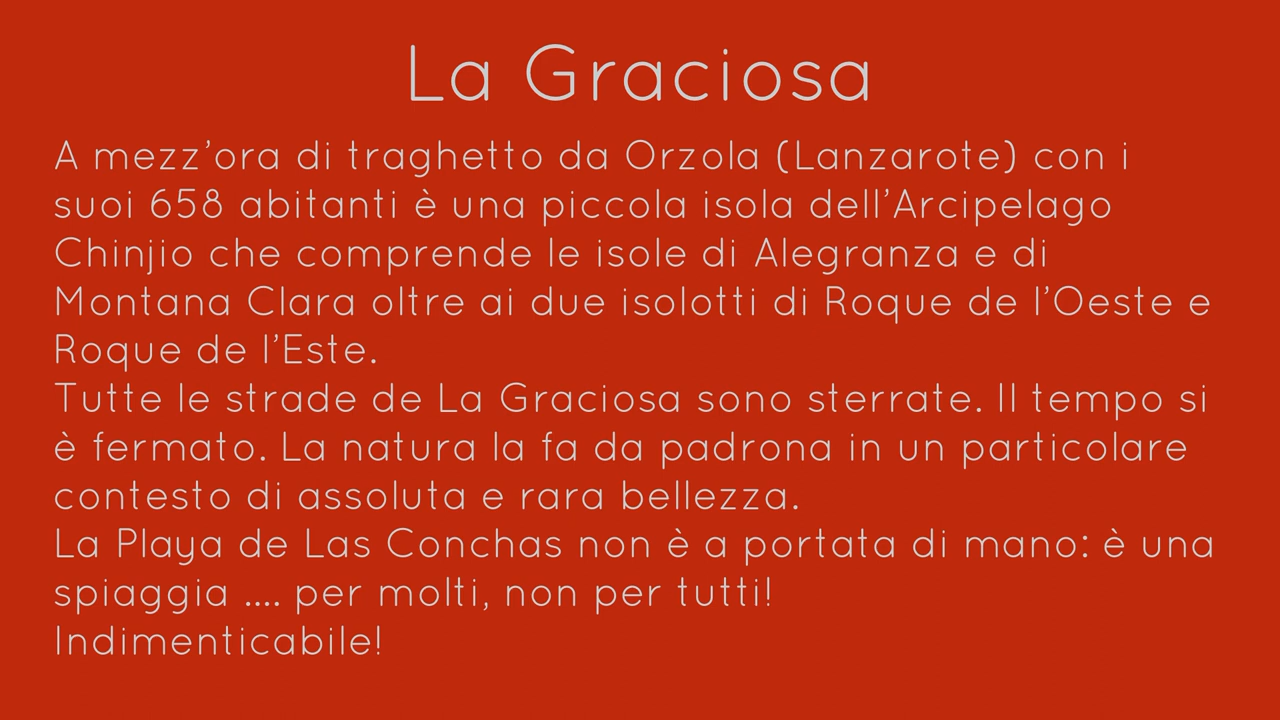 La Graciosa
A mezz’ora di traghetto da Orzola (Lanzarote) con i
suoi 658 abitanti è una piccola isola dell’Arcipelago
Chinjio che comprende le isole di Alegranza e di
Montana Clara oltre ai due isolotti di Roque de l’Oeste e
Roque de l’Este.
Tutte le strade de La Graciosa sono sterrate. Il tempo si
è fermato. La natura la fa da padrona in un particolare
contesto di assoluta e rara bellezza.
La Playa de Las Conchas non è a portata di mano: è una
spiaggia .... per molti, non per tutti!
Indimenticabile!